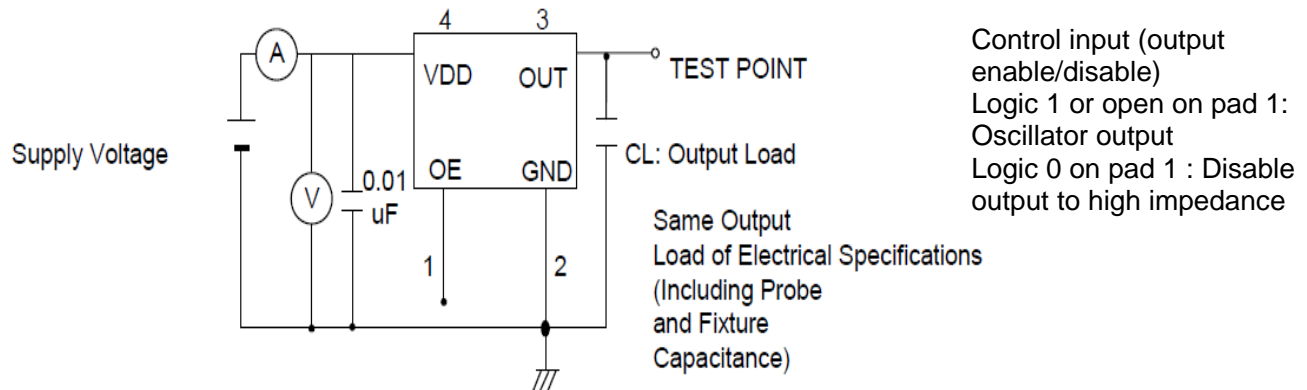 4 3
A
VDD OUT
TEST POINT
Supply Voltage
CL: Output Load
OE GND
V
0.01
uF
1 2
Same Output
Load of Electrical Specifications
(Including Probe
and Fixture
Capacitance)
Control input (output
enable/disable)
Logic 1 or open on pad 1:
Oscillator output
Logic 0 on pad 1 : Disable
output to high impedance